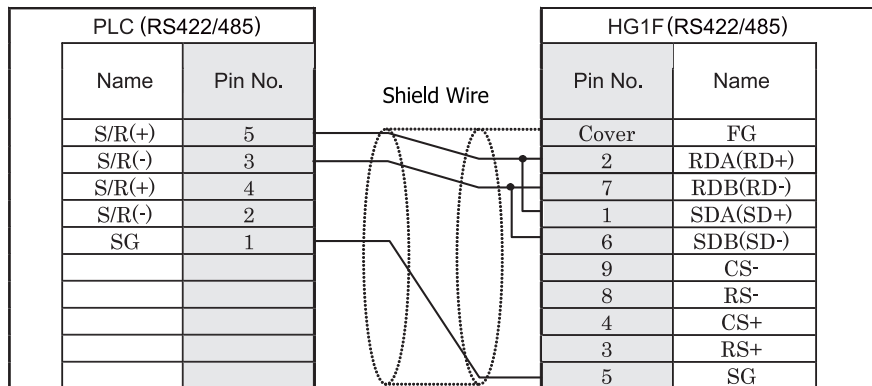 PLC (RS422/485) HG1F(RS422/485)
Name Pin No. Shield Wire Pin No. Name
S/R(+) 5 Cover FG
S/R(-) 3 2 RDA(RD+)
S/R(+) 4 7 RDB(RD-)
S/R(-) 2 1 SDA(SD+)
SG 1 6 SDB(SD-)
9 CS-
8 RS-
4 CS+
3 RS+
5 SG